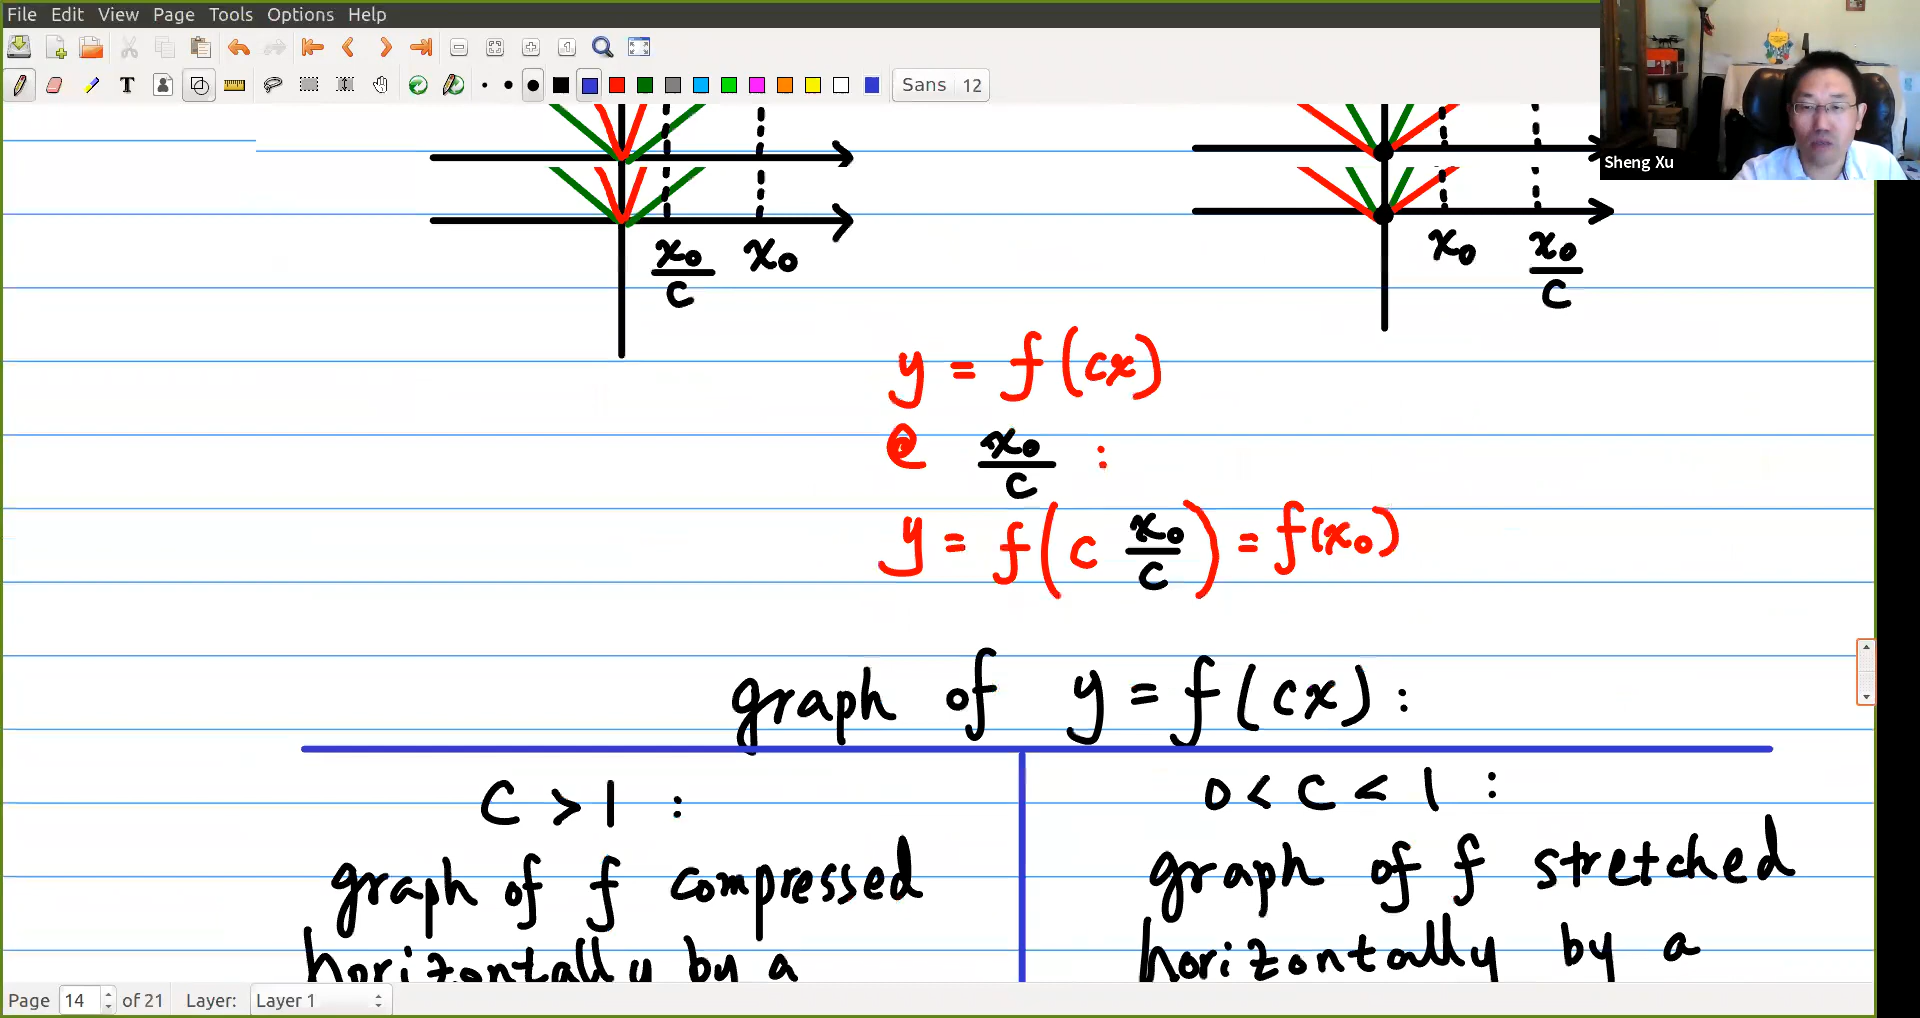 File Edit View Page Tools Options Help
Sans 12
Sheng Xu
x₀/c x₀
x₀ x₀/c
y = f(cx)
@ x₀/c :
y = f(c x₀/c) = f(x₀)
graph of y = f(cx) :
c > 1 :
graph of f compressed
horizontally by a
0 < c < 1 :
graph of f stretched
horizontally by a
Page 14 of 21 Layer: Layer 1